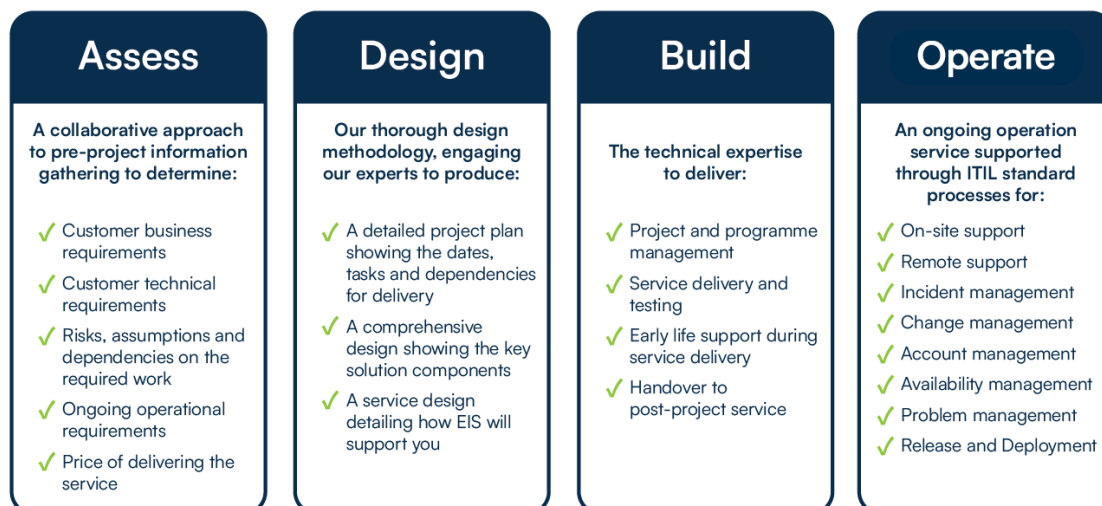 Assess
A collaborative approach
to pre-project information
gathering to determine:
Customer business
requirements
Customer technical
requirements
Risks, assumptions and
dependencies on the
required work
Ongoing operational
requirements
Price of delivering the
service
Design
Our thorough design
methodology, engaging
our experts to produce:
A detailed project plan
showing the dates,
tasks and dependencies
for delivery
A comprehensive
design showing the key
solution components
A service design
detailing how EIS will
support you
Build
The technical expertise
to deliver:
Project and programme
management
Service delivery and
testing
Early life support during
service delivery
Handover to
post-project service
Operate
An ongoing operation
service supported
through ITIL standard
processes for:
On-site support
Remote support
Incident management
Change management
Account management
Availability management
Problem management
Release and Deployment